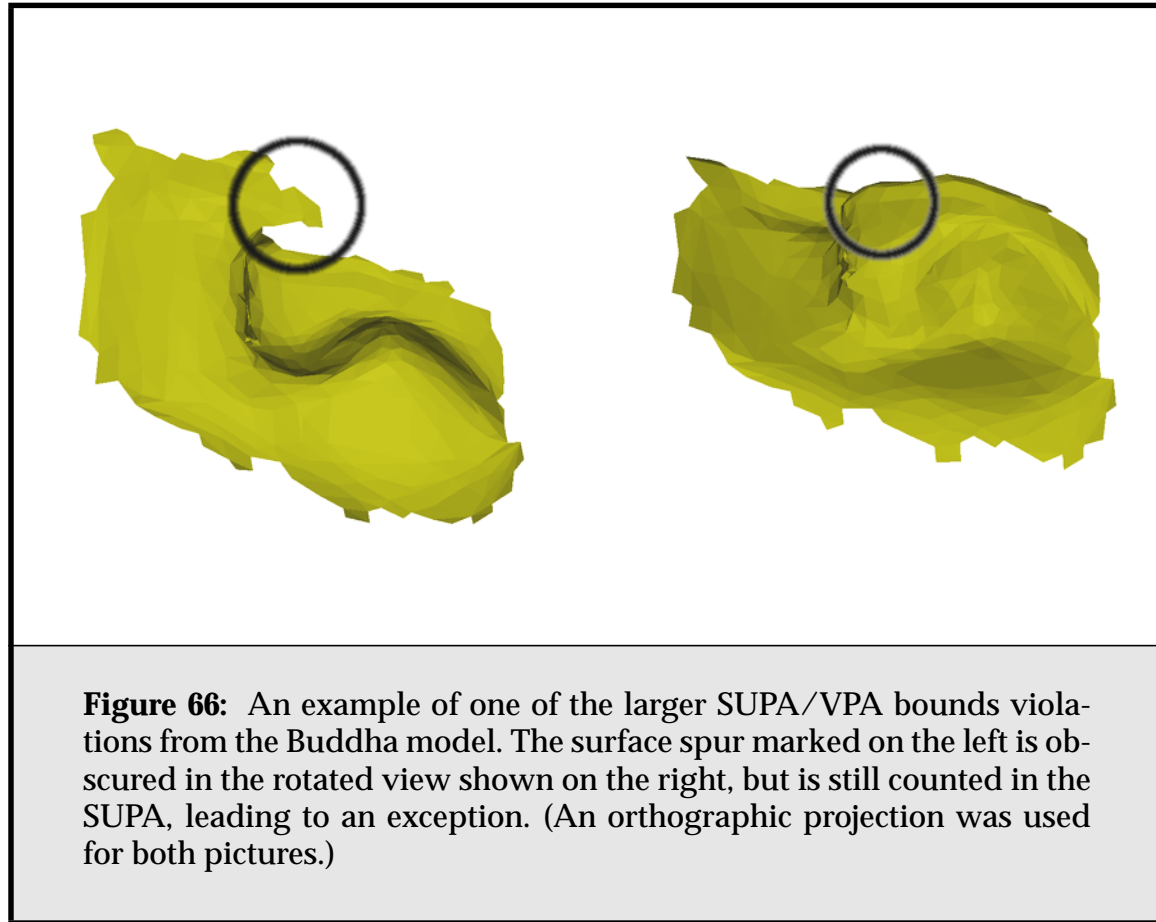 Figure 66: An example of one of the larger SUPA/VPA bounds viola-
tions from the Buddha model. The surface spur marked on the left is ob-
scured in the rotated view shown on the right, but is still counted in the
SUPA, leading to an exception. (An orthographic projection was used
for both pictures.)